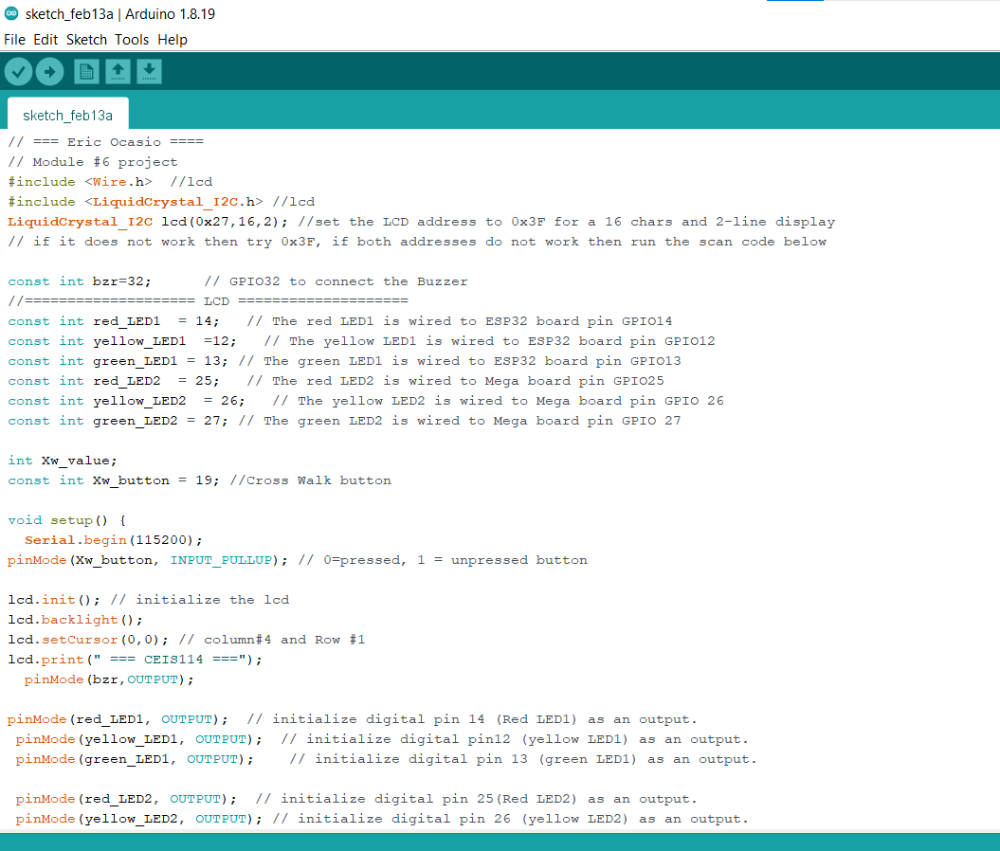 sketch_feb13a | Arduino 1.8.19
File Edit Sketch Tools Help
sketch_feb13a
// === Eric Ocasio ====
// Module #6 project
#include <Wire.h>  //lcd
#include <LiquidCrystal_I2C.h> //lcd
LiquidCrystal_I2C lcd(0x27,16,2); //set the LCD address to 0x3F for a 16 chars and 2-line display
// if it does not work then try 0x3F, if both addresses do not work then run the scan code below
const int bzr=32;      // GPIO32 to connect the Buzzer
//==================== LCD ====================
const int red_LED1  = 14;   // The red LED1 is wired to ESP32 board pin GPIO14
const int yellow_LED1  =12;   // The yellow LED1 is wired to ESP32 board pin GPIO12
const int green_LED1 = 13; // The green LED1 is wired to ESP32 board pin GPIO13
const int red_LED2  = 25;   // The red LED2 is wired to Mega board pin GPIO25
const int yellow_LED2  = 26;   // The yellow LED2 is wired to Mega board pin GPIO 26
const int green_LED2 = 27; // The green LED2 is wired to Mega board pin GPIO 27
int Xw_value;
const int Xw_button = 19; //Cross Walk button
void setup() {
  Serial.begin(115200);
pinMode(Xw_button, INPUT_PULLUP); // 0=pressed, 1 = unpressed button
lcd.init(); // initialize the lcd
lcd.backlight();
lcd.setCursor(0,0); // column#4 and Row #1
lcd.print(" === CEIS114 ===");
  pinMode(bzr,OUTPUT);
pinMode(red_LED1, OUTPUT);  // initialize digital pin 14 (Red LED1) as an output.
 pinMode(yellow_LED1, OUTPUT);  // initialize digital pin12 (yellow LED1) as an output.
 pinMode(green_LED1, OUTPUT);    // initialize digital pin 13 (green LED1) as an output.
 pinMode(red_LED2, OUTPUT);  // initialize digital pin 25(Red LED2) as an output.
 pinMode(yellow_LED2, OUTPUT); // initialize digital pin 26 (yellow LED2) as an output.